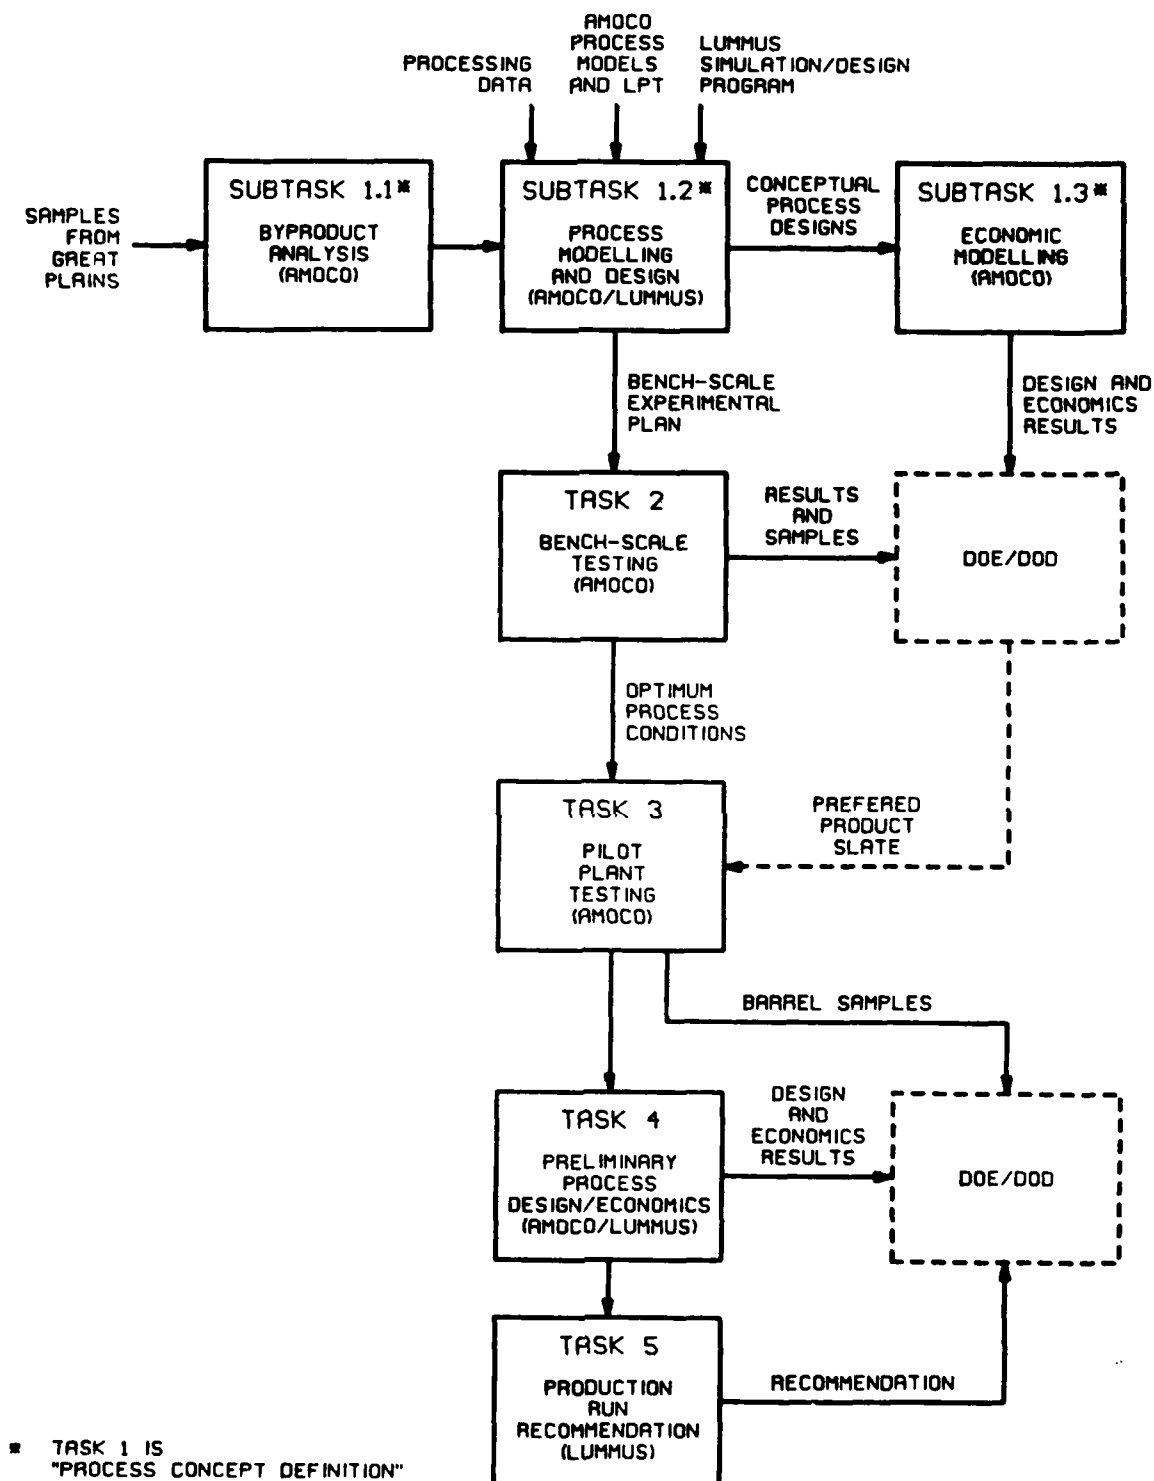 AMOCO
PROCESS
MODELS
AND LPT
PROCESSING
DATA
LUMMUS
SIMULATION/DESIGN
PROGRAM
SAMPLES
FROM
GREAT
PLAINS
SUBTASK 1.1*
BYPRODUCT
ANALYSIS
(AMOCO)
SUBTASK 1.2*
PROCESS
MODELLING
AND DESIGN
(AMOCO/LUMMUS)
CONCEPTUAL
PROCESS
DESIGNS
SUBTASK 1.3*
ECONOMIC
MODELLING
(AMOCO)
BENCH-SCALE
EXPERIMENTAL
PLAN
DESIGN AND
ECONOMICS
RESULTS
TASK 2
BENCH-SCALE
TESTING
(AMOCO)
RESULTS
AND
SAMPLES
DOE/DOD
OPTIMUM
PROCESS
CONDITIONS
TASK 3
PILOT
PLANT
TESTING
(AMOCO)
PREFERED
PRODUCT
SLATE
BARREL SAMPLES
TASK 4
PRELIMINARY
PROCESS
DESIGN/ECONOMICS
(AMOCO/LUMMUS)
DESIGN
AND
ECONOMICS
RESULTS
DOE/DOD
TASK 5
PRODUCTION
RUN
RECOMMENDATION
(LUMMUS)
RECOMMENDATION
* TASK 1 IS
"PROCESS CONCEPT DEFINITION"